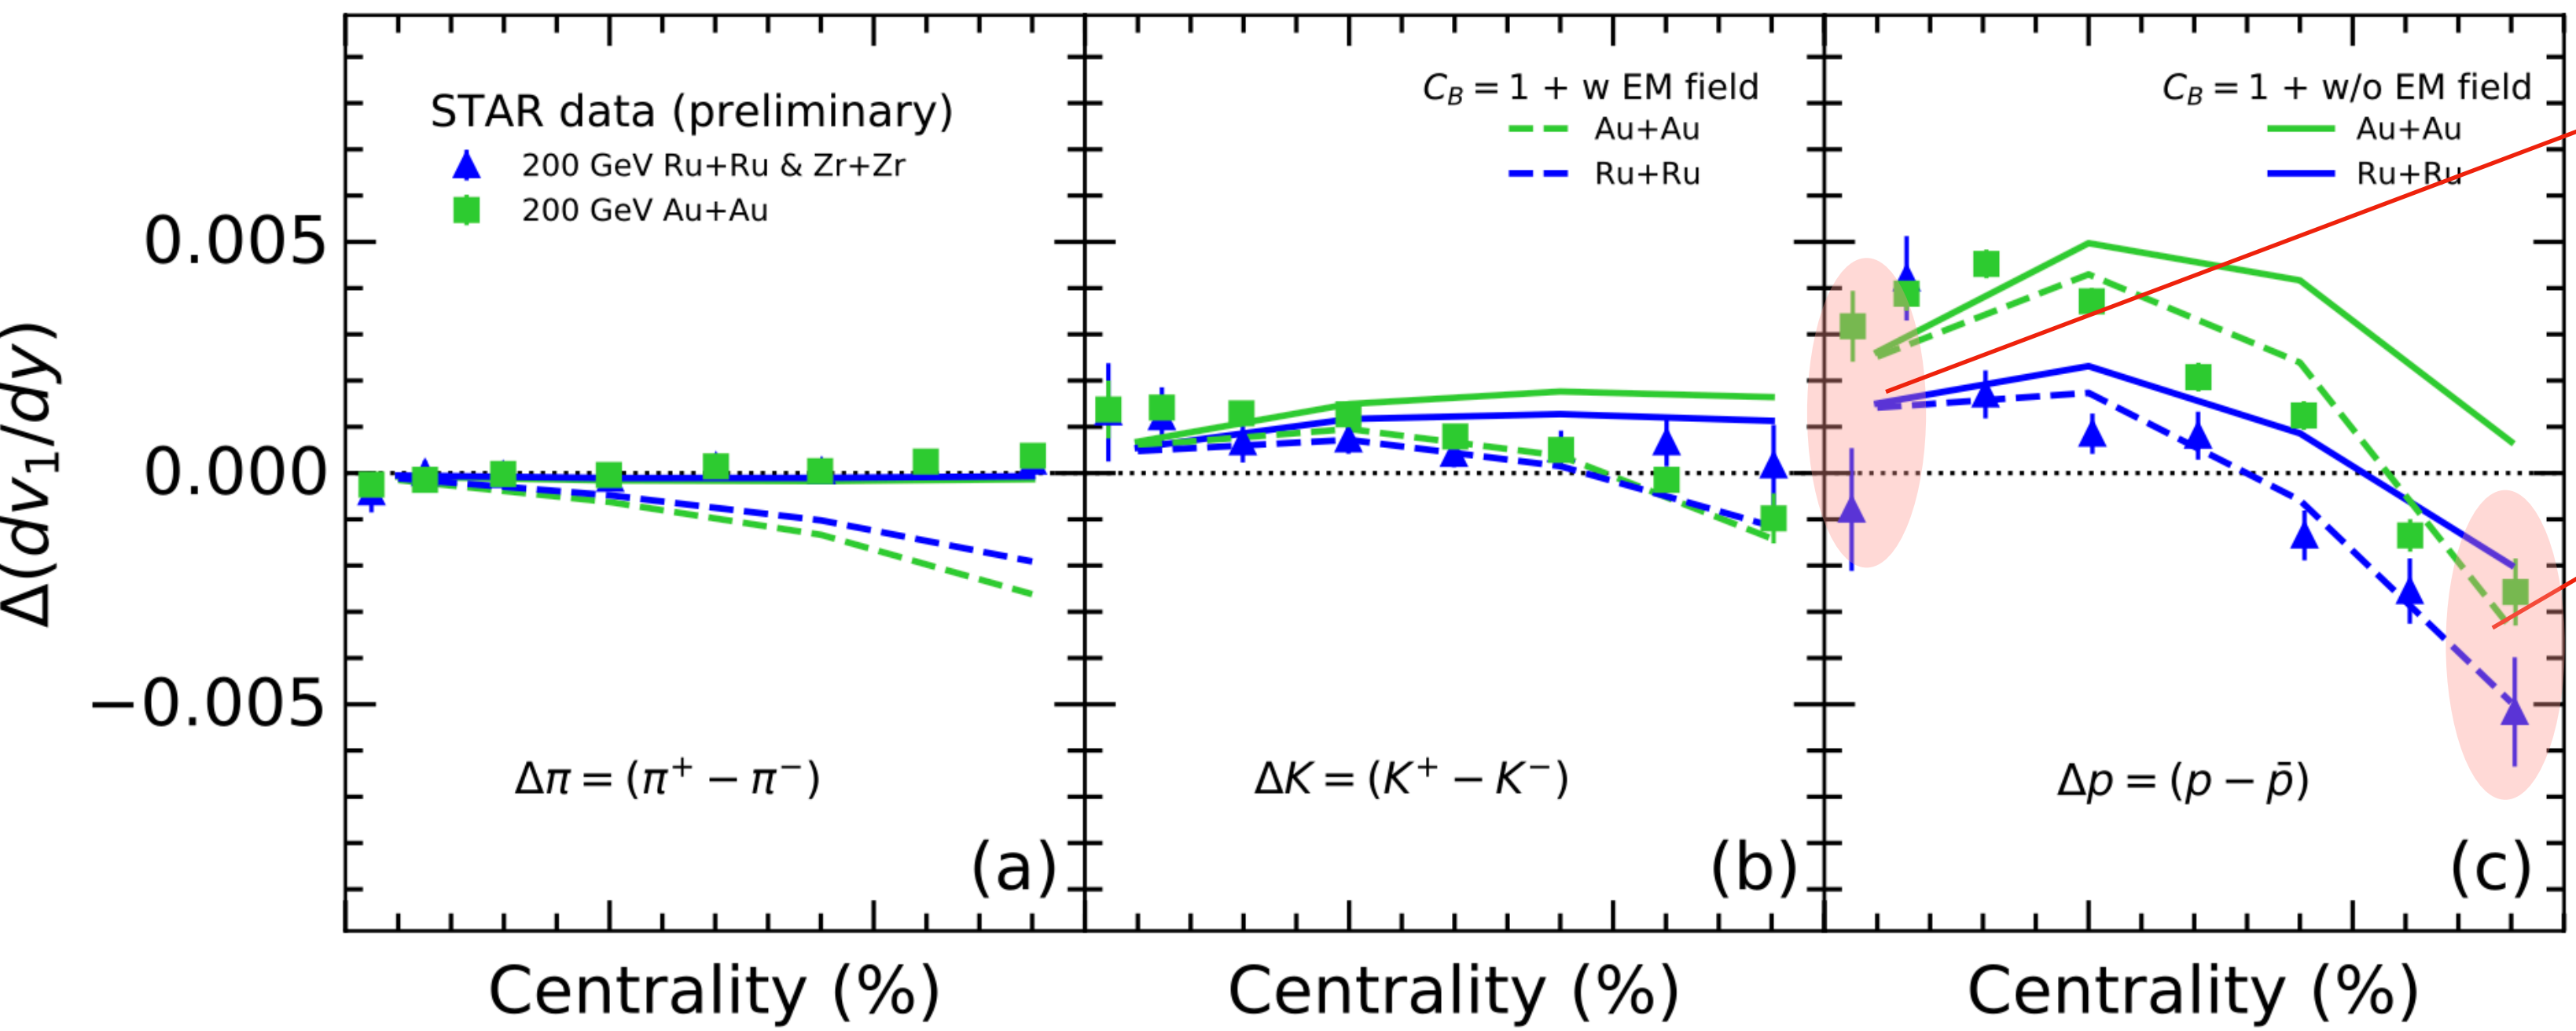 STAR data (preliminary)
200 GeV Ru+Ru & Zr+Zr
200 GeV Au+Au
C_B = 1 + w EM field
Au+Au
Ru+Ru
C_B = 1 + w/o EM field
Au+Au
Ru+Ru
0.005
0.000
−0.005
Δ(dv₁/dy)
Δπ = (π⁺ − π⁻)
ΔK = (K⁺ − K⁻)
Δp = (p − p̄)
(a)
(b)
(c)
Centrality (%)
Centrality (%)
Centrality (%)